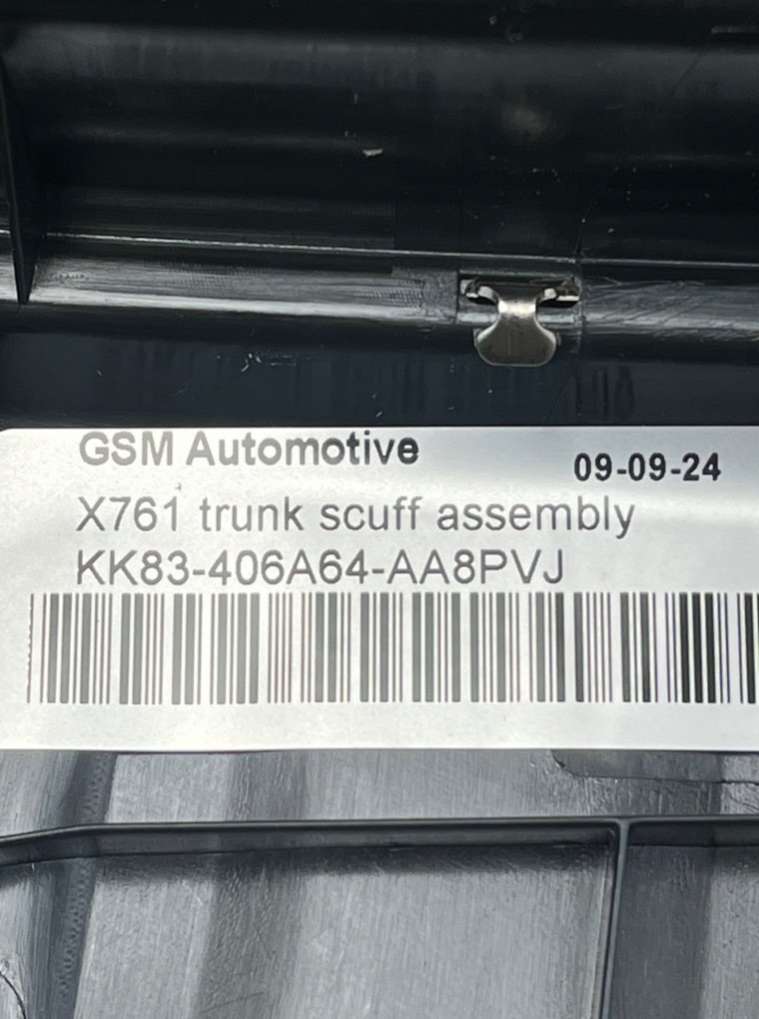 GSM Automotive
09-09-24
X761 trunk scuff assembly
KK83-406A64-AA8PVJ